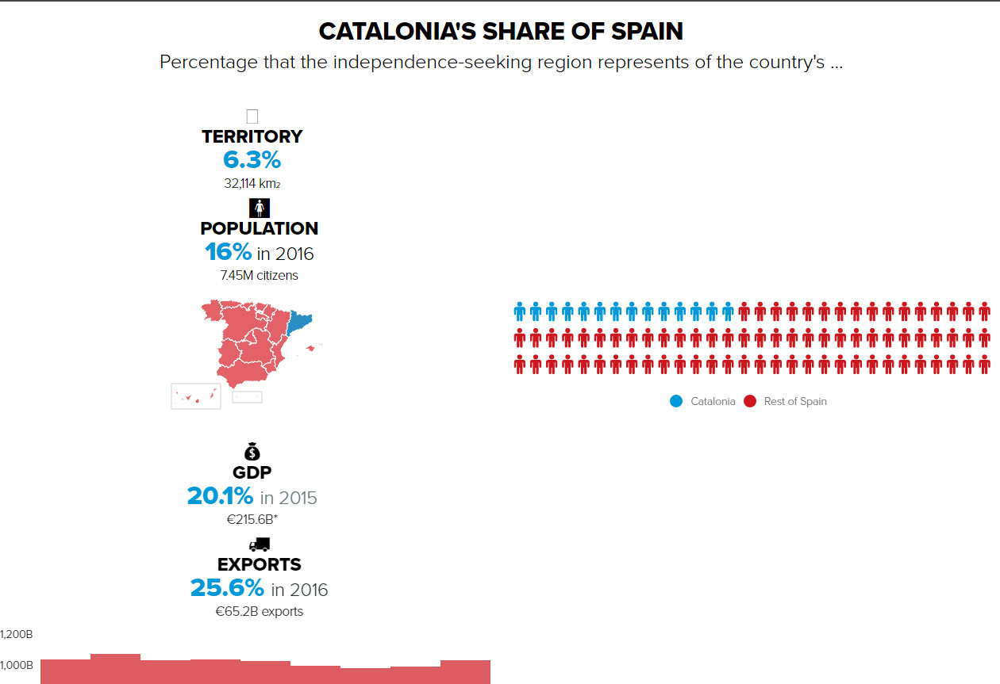 CATALONIA'S SHARE OF SPAIN
Percentage that the independence-seeking region represents of the country's ...
TERRITORY
6.3%
32,114 km2
POPULATION
16% in 2016
7.45M citizens
Catalonia Rest of Spain
GDP
20.1% in 2015
€215.6B*
EXPORTS
25.6% in 2016
€65.2B exports
1,200B
1,000B